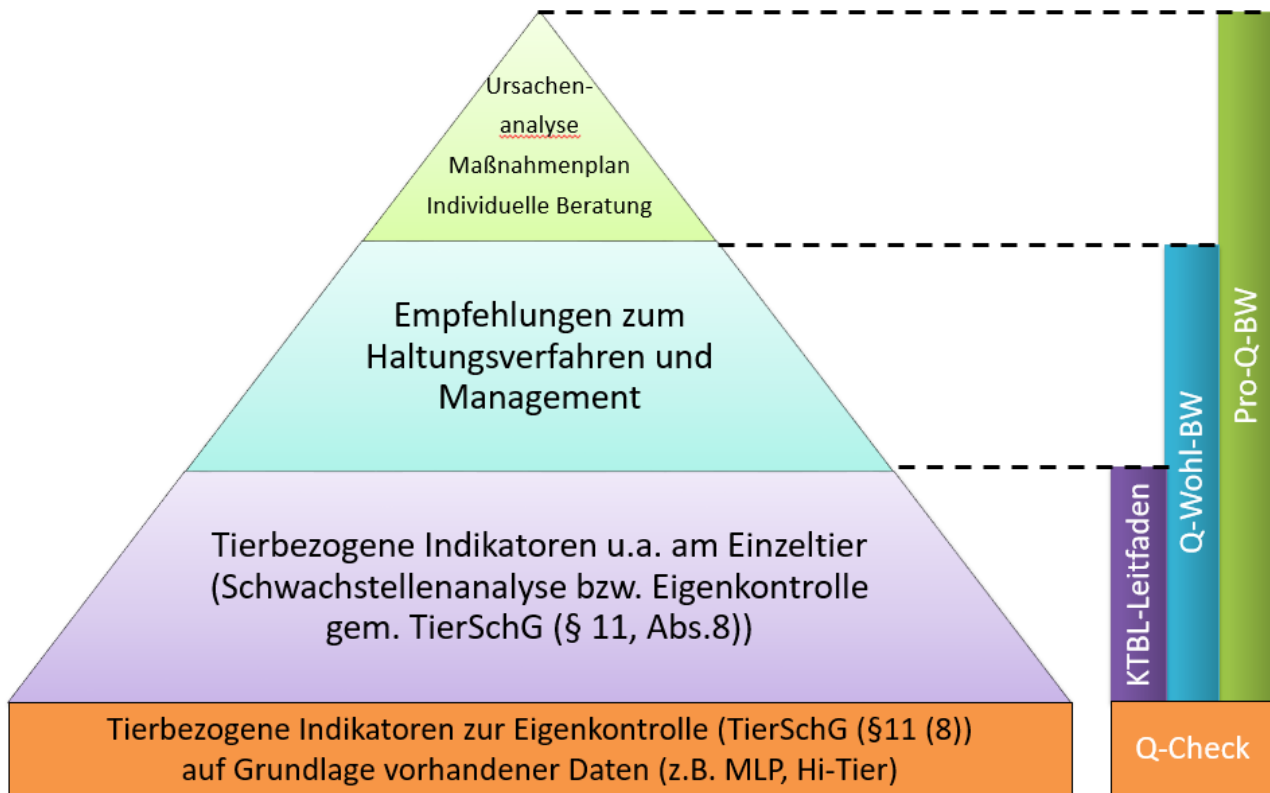 Ursachen-
analyse
Maßnahmenplan
Individuelle Beratung
Empfehlungen zum
Haltungsverfahren und
Management
Tierbezogene Indikatoren u.a. am Einzeltier
(Schwachstellenanalyse bzw. Eigenkontrolle
gem. TierSchG (§ 11, Abs.8))
Tierbezogene Indikatoren zur Eigenkontrolle (TierSchG (§11 (8))
auf Grundlage vorhandener Daten (z.B. MLP, Hi-Tier)
KTBL-Leitfaden
Q-Wohl-BW
Pro-Q-BW
Q-Check